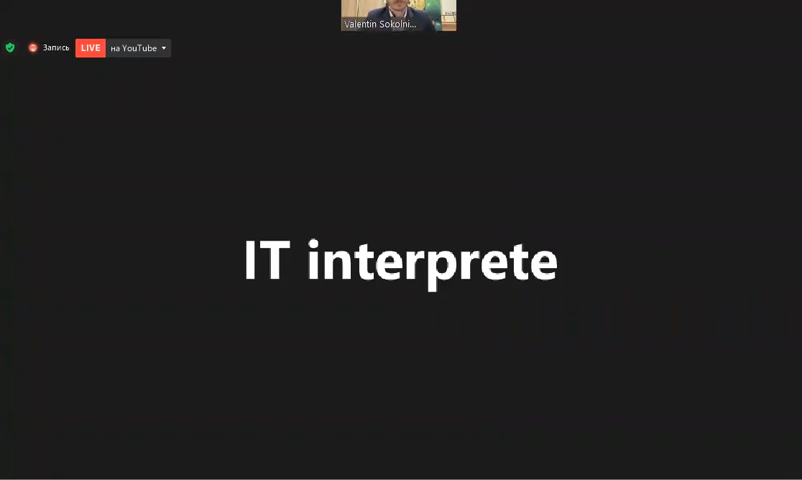 Valentin Sokolni...
Запись LIVE на YouTube
IT interprete